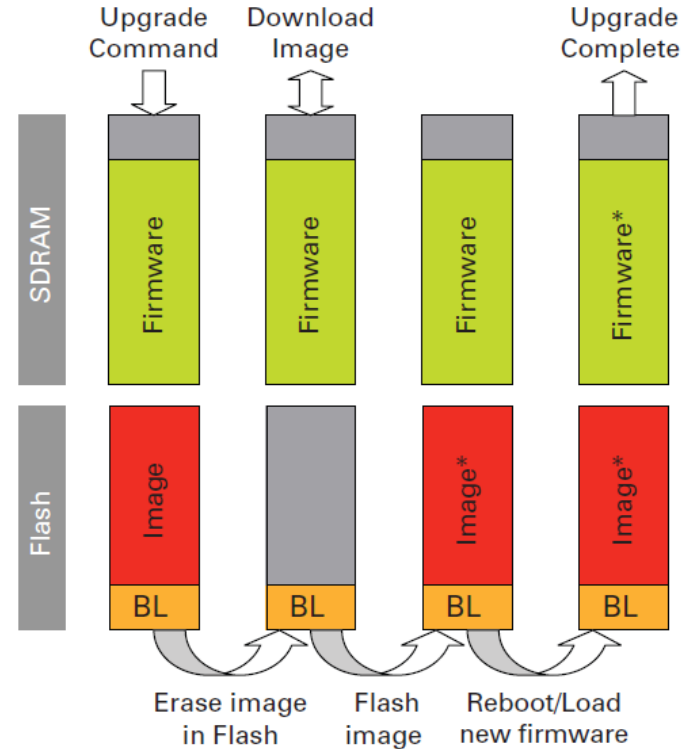 Upgrade
Command
Download
Image
Upgrade
Complete
SDRAM
Firmware
Firmware
Firmware
Firmware*
Flash
Image
Image*
Image*
BL
BL
BL
BL
Erase image
in Flash
Flash
image
Reboot/Load
new firmware